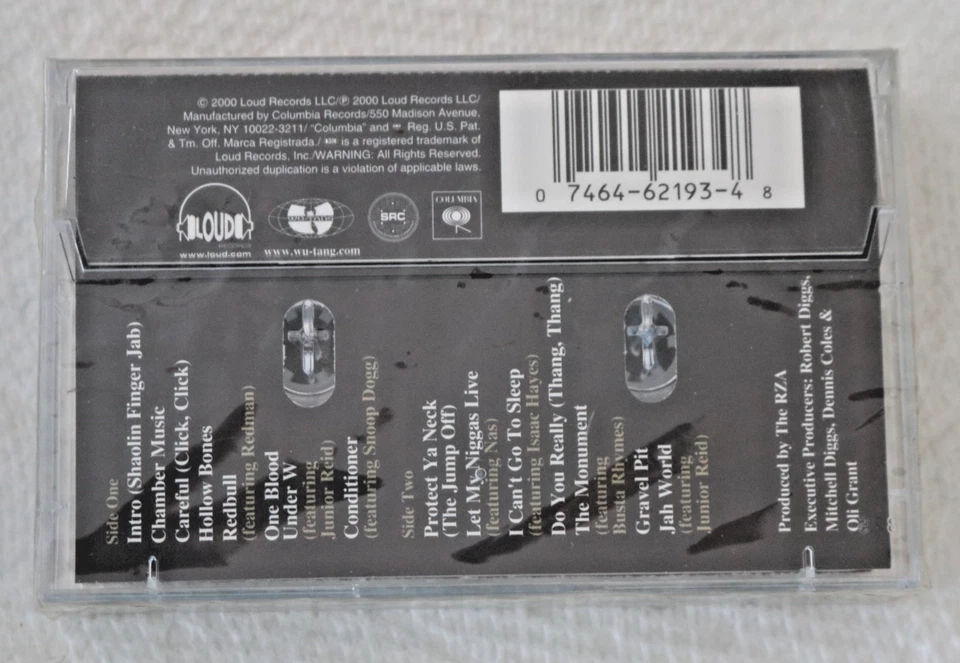 © 2000 Loud Records LLC/℗ 2000 Loud Records LLC/
Manufactured by Columbia Records/550 Madison Avenue,
New York, NY 10022-3211/ "Columbia" and Reg. U.S. Pat.
& Tm. Off. Marca Registrada./ is a registered trademark of
Loud Records, Inc./WARNING: All Rights Reserved.
Unauthorized duplication is a violation of applicable laws.
LOUD
RECORDS
www.loud.com
WU-TANG
www.wu-tang.com
SRC
COLUMBIA
0 7464-62193-4 8
Side One
Intro (Shaolin Finger Jab)
Chamber Music
Careful (Click, Click)
Hollow Bones
Redbull
(featuring Redman)
One Blood
Under W
(featuring
Junior Reid)
Conditioner
(featuring Snoop Dogg)
Side Two
Protect Ya Neck
(The Jump Off)
Let My Niggas Live
(featuring Nas)
I Can't Go To Sleep
(featuring Isaac Hayes)
Do You Really (Thang, Thang)
The Monument
(featuring
Busta Rhymes)
Gravel Pit
Jah World
(featuring
Junior Reid)
Produced by The RZA
Executive Producers: Robert Diggs,
Mitchell Diggs, Dennis Coles &
Oli Grant